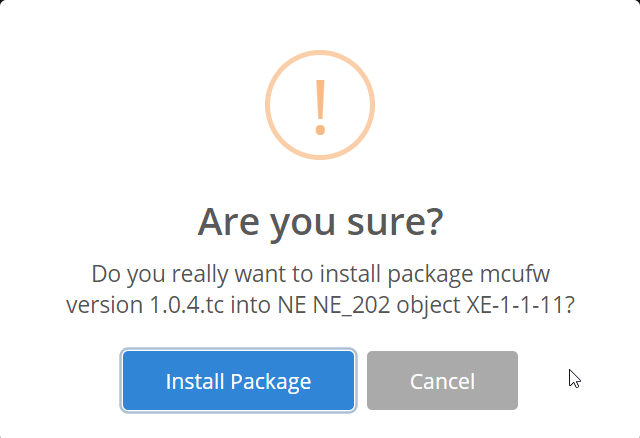 !
Are you sure?
Do you really want to install package mcufw
version 1.0.4.tc into NE NE_202 object XE-1-1-11?
Install Package
Cancel